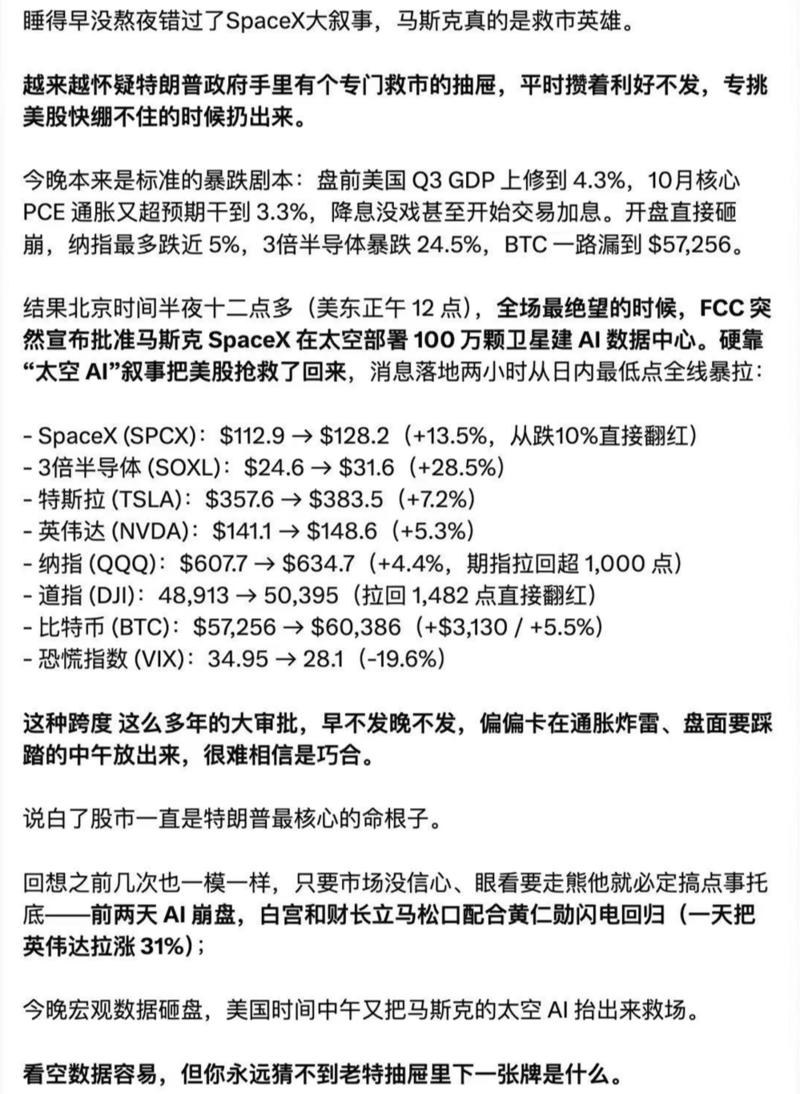 睡得早没熬夜错过了SpaceX大叙事，马斯克真的是救市英雄。
越来越怀疑特朗普政府手里有个专门救市的抽屉，平时攒着利好不发，专挑
美股快绷不住的时候扔出来。
今晚本来是标准的暴跌剧本：盘前美国 Q3 GDP 上修到 4.3%，10月核心
PCE 通胀又超预期干到 3.3%，降息没戏甚至开始交易加息。开盘直接砸
崩，纳指最多跌近 5%，3倍半导体暴跌 24.5%，BTC 一路漏到 $57,256。
结果北京时间半夜十二点多（美东正午 12 点），全场最绝望的时候，FCC 突
然宣布批准马斯克 SpaceX 在太空部署 100 万颗卫星建 AI 数据中心。硬靠
“太空 AI”叙事把美股抢救了回来，消息落地两小时从日内最低点全线暴拉：
- SpaceX (SPCX)：$112.9 → $128.2（+13.5%，从跌10%直接翻红）
- 3倍半导体 (SOXL)：$24.6 → $31.6（+28.5%）
- 特斯拉 (TSLA)：$357.6 → $383.5（+7.2%）
- 英伟达 (NVDA)：$141.1 → $148.6（+5.3%）
- 纳指 (QQQ)：$607.7 → $634.7（+4.4%，期指拉回超 1,000 点）
- 道指 (DJI)：48,913 → 50,395（拉回 1,482 点直接翻红）
- 比特币 (BTC)：$57,256 → $60,386（+$3,130 / +5.5%）
- 恐慌指数 (VIX)：34.95 → 28.1（-19.6%）
这种跨度 这么多年的大审批，早不发晚不发，偏偏卡在通胀炸雷、盘面要踩
踏的中午放出来，很难相信是巧合。
说白了股市一直是特朗普最核心的命根子。
回想之前几次也一模一样，只要市场没信心、眼看要走熊他就必定搞点事托
底——前两天 AI 崩盘，白宫和财长立马松口配合黄仁勋闪电回归（一天把
英伟达拉涨 31%）；
今晚宏观数据砸盘，美国时间中午又把马斯克的太空 AI 抬出来救场。
看空数据容易，但你永远猜不到老特抽屉里下一张牌是什么。